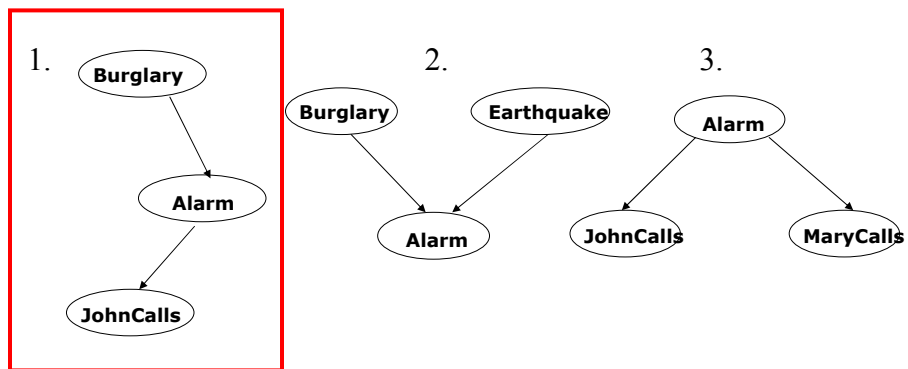 1.
Burglary
Alarm
JohnCalls
2.
Burglary
Earthquake
Alarm
3.
Alarm
JohnCalls
MaryCalls